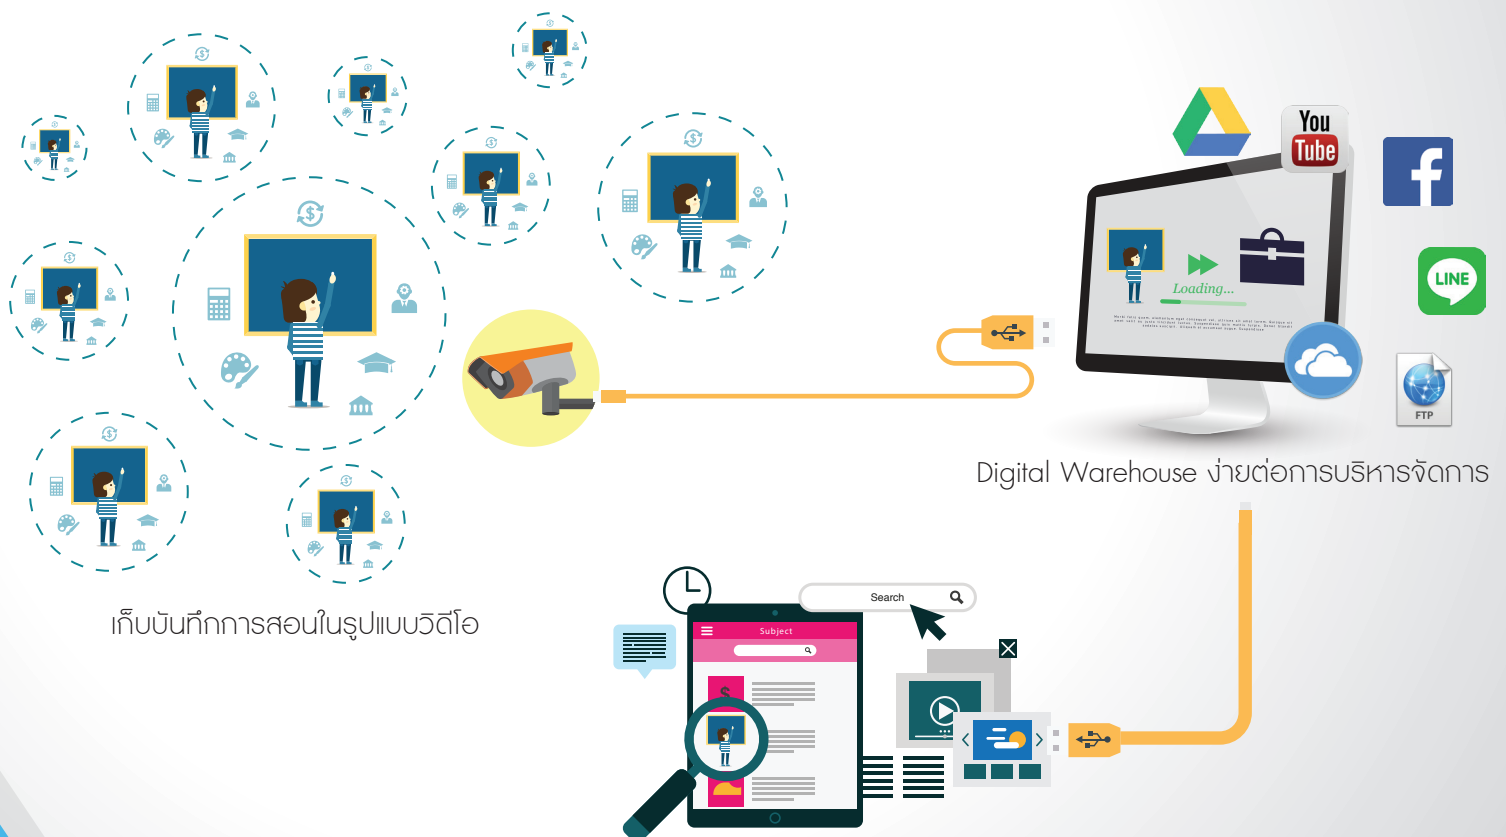 You
Tube
f
LINE
Loading...
FTP
Digital Warehouse ง่ายต่อการบริหารจัดการ
เก็บบันทึกการสอนในรูปแบบวิดีโอ
Search
Subject
$